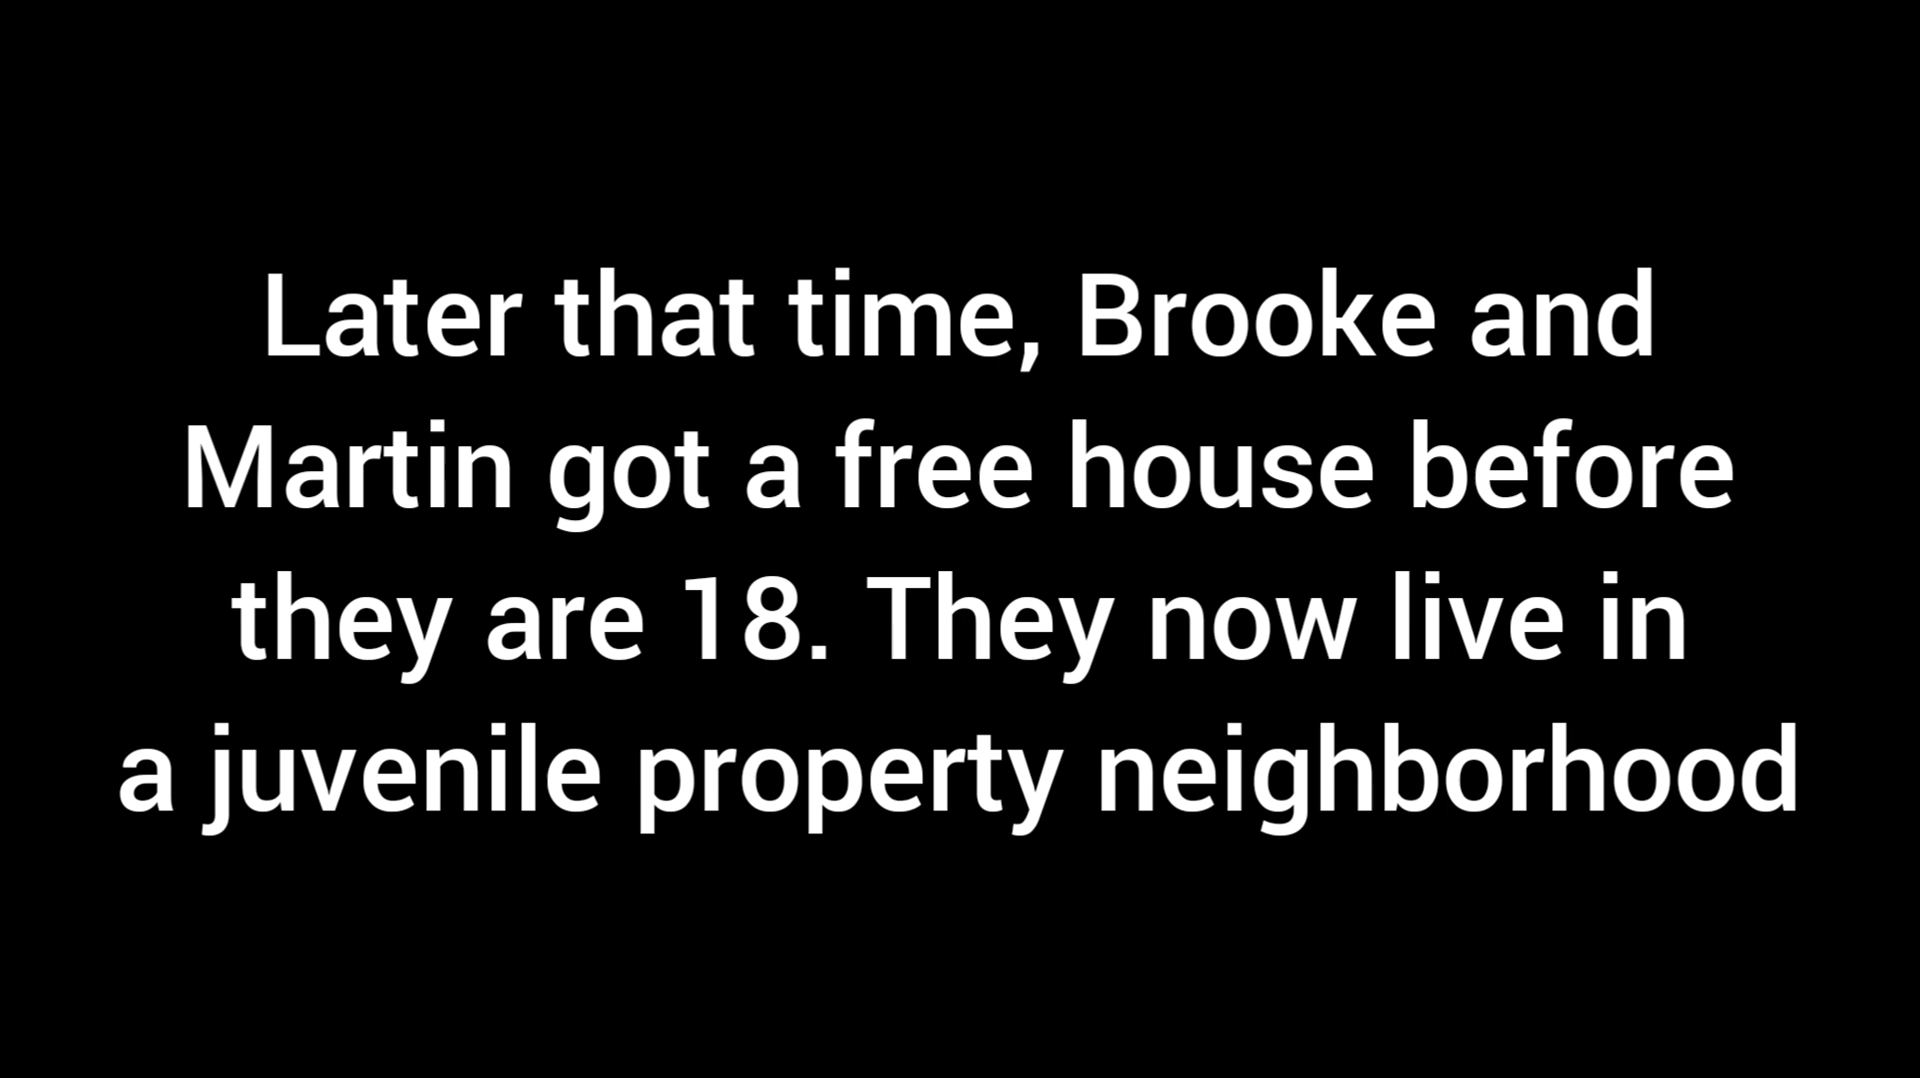 Later that time, Brooke and
Martin got a free house before
they are 18. They now live in
a juvenile property neighborhood